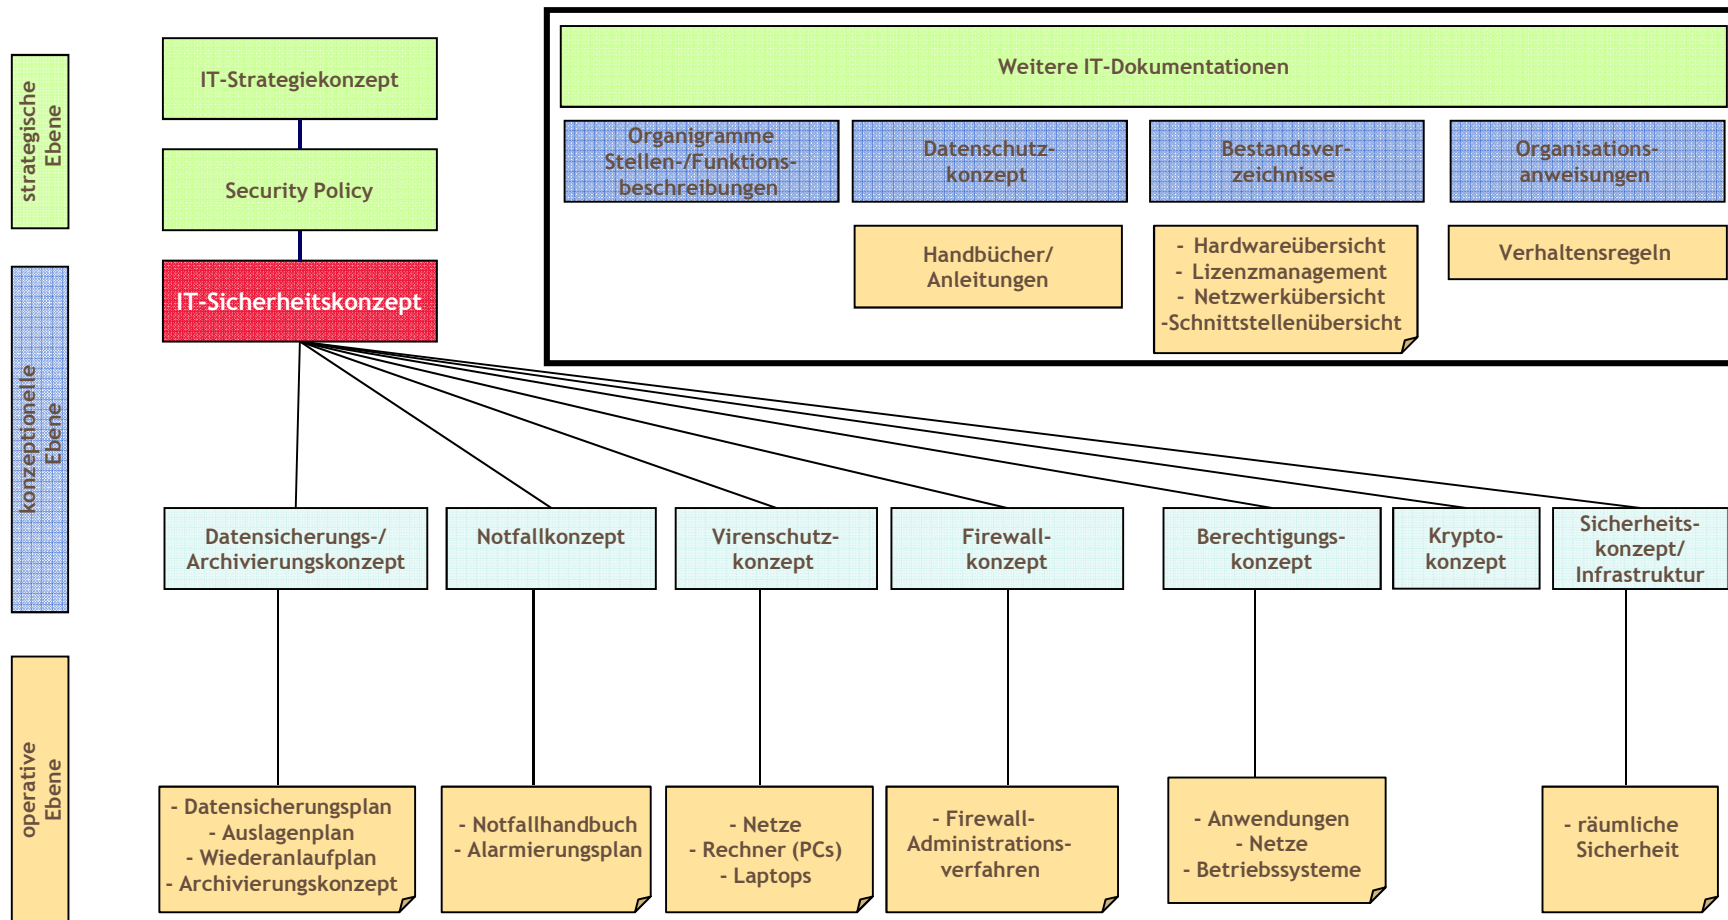 strategische
Ebene
IT-Strategiekonzept
Security Policy
Weitere IT-Dokumentationen
Organigramme
Stellen-/Funktions-
beschreibungen
Datenschutz-
konzept
Bestandsver-
zeichnisse
Organisations-
anweisungen
Handbücher/
Anleitungen
- Hardwareübersicht
- Lizenzmanagement
- Netzwerkübersicht
-Schnittstellenübersicht
Verhaltensregeln
konzeptionelle
Ebene
IT-Sicherheitskonzept
Datensicherungs-/
Archivierungskonzept
Notfallkonzept
Virenschutz-
konzept
Firewall-
konzept
Berechtigungs-
konzept
Krypto-
konzept
Sicherheits-
konzept/
Infrastruktur
operative
Ebene
- Datensicherungsplan
- Auslagenplan
- Wiederanlaufplan
- Archivierungskonzept
- Notfallhandbuch
- Alarmierungsplan
- Netze
- Rechner (PCs)
- Laptops
- Firewall-
Administrations-
verfahren
- Anwendungen
- Netze
- Betriebssysteme
- räumliche
Sicherheit